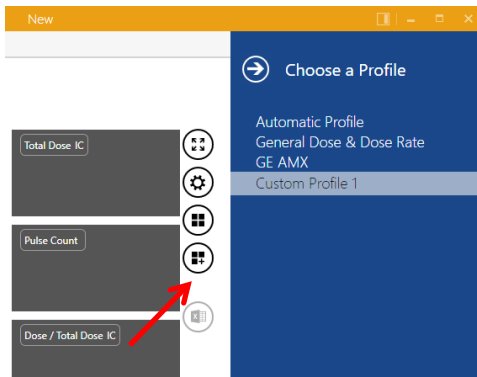 New
Choose a Profile
Automatic Profile
General Dose & Dose Rate
GE AMX
Custom Profile 1
Total Dose IC
Pulse Count
Dose / Total Dose IC